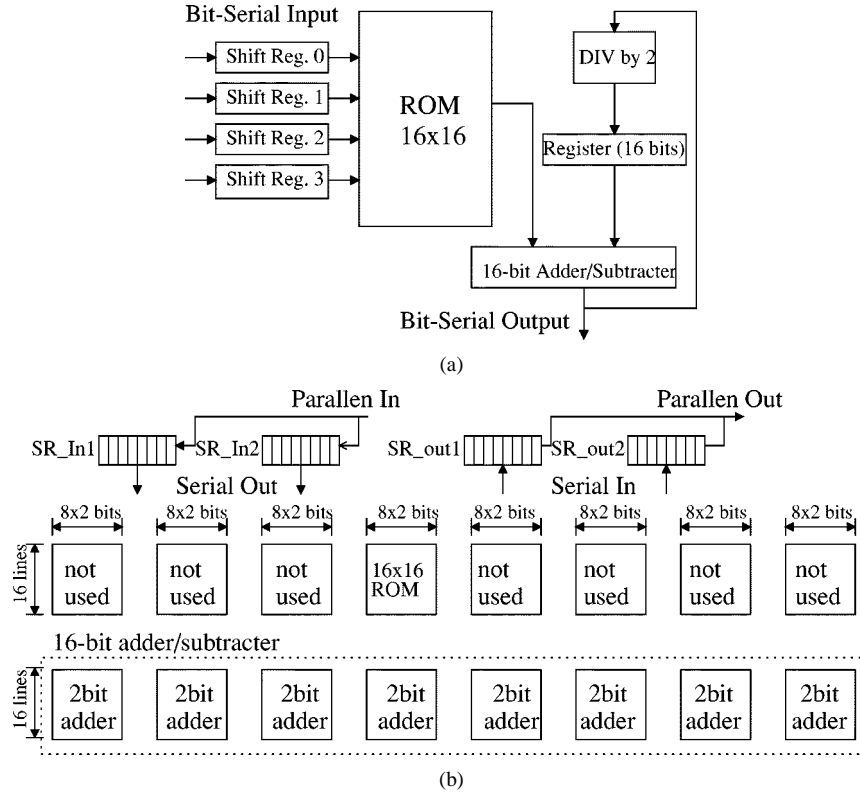 Bit-Serial Input
Shift Reg. 0
Shift Reg. 1
Shift Reg. 2
Shift Reg. 3
ROM
16x16
DIV by 2
Register (16 bits)
16-bit Adder/Subtracter
Bit-Serial Output
(a)
Parallen In
Parallen Out
SR_In1
SR_In2
SR_out1
SR_out2
Serial Out
Serial In
8x2 bits 8x2 bits 8x2 bits 8x2 bits 8x2 bits 8x2 bits 8x2 bits 8x2 bits
16 lines
not used
not used
not used
16x16 ROM
not used
not used
not used
not used
16-bit adder/subtracter
16 lines
2bit adder
2bit adder
2bit adder
2bit adder
2bit adder
2bit adder
2bit adder
2bit adder
(b)